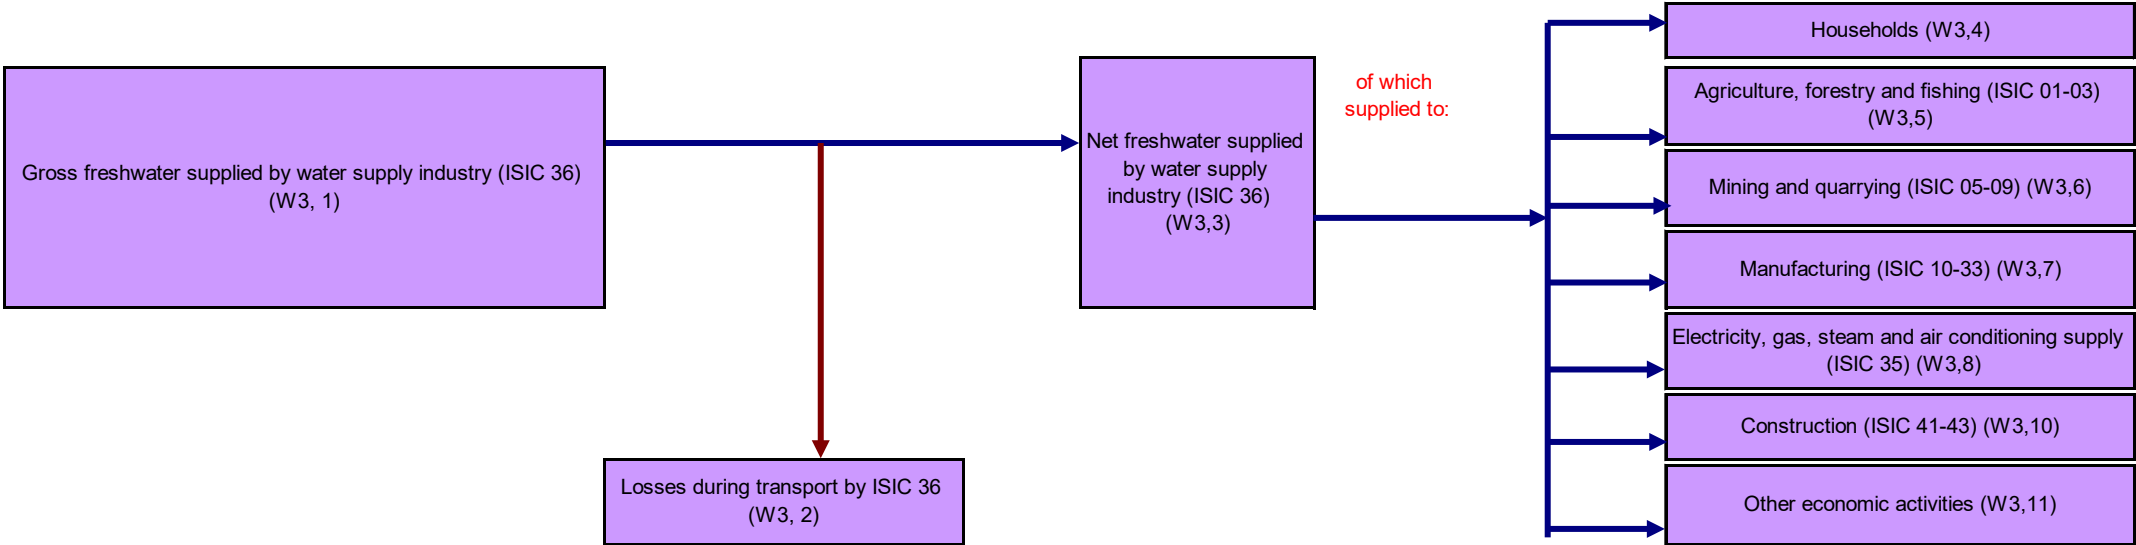 Gross freshwater supplied by water supply industry (ISIC 36)
(W3, 1)
Losses during transport by ISIC 36
(W3, 2)
Net freshwater supplied
by water supply
industry (ISIC 36)
(W3,3)
of which
supplied to:
Households (W3,4)
Agriculture, forestry and fishing (ISIC 01-03)
(W3,5)
Mining and quarrying (ISIC 05-09) (W3,6)
Manufacturing (ISIC 10-33) (W3,7)
Electricity, gas, steam and air conditioning supply
(ISIC 35) (W3,8)
Construction (ISIC 41-43) (W3,10)
Other economic activities (W3,11)